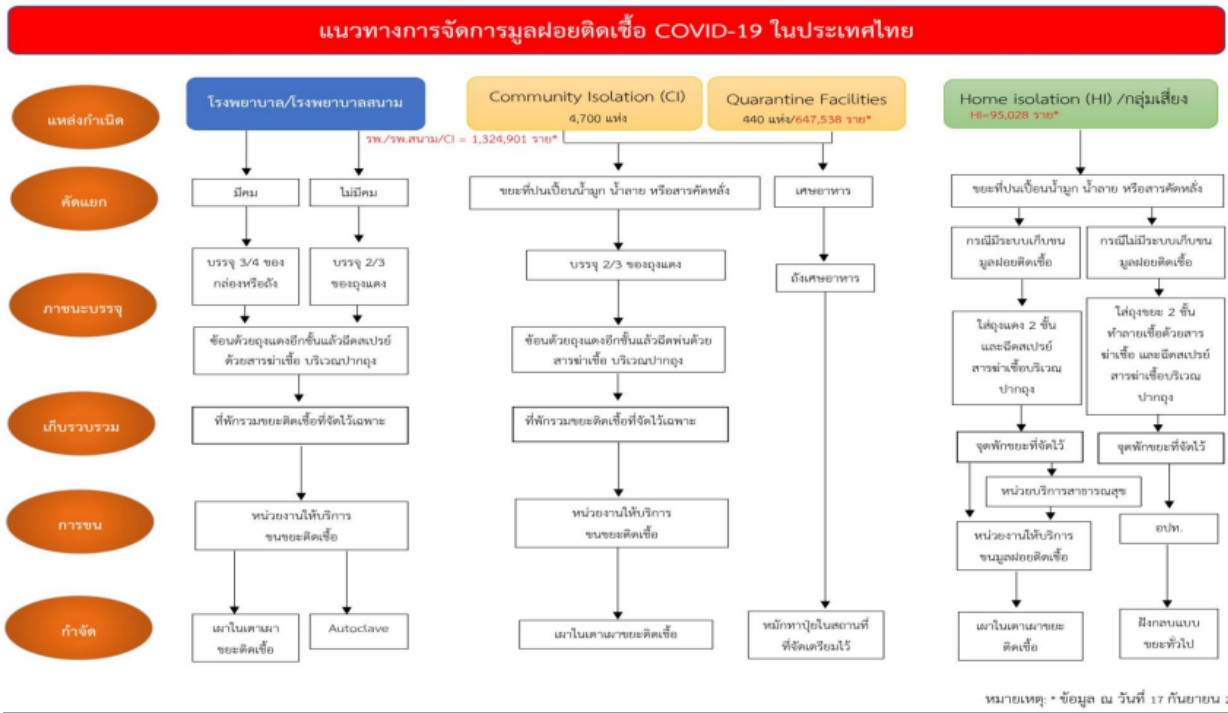 แนวทางการจัดการมูลฝอยติดเชื้อ COVID-19 ในประเทศไทย
แหล่งกำเนิด
โรงพยาบาล/โรงพยาบาลสนาม
Community Isolation (CI)
4,700 แห่ง
Quarantine Facilities
440 แห่ง/647,538 ราย*
Home isolation (HI) /กลุ่มเสี่ยง
HI=95,028 ราย*
รพ./รพ.สนาม/CI = 1,324,901 ราย*
คัดแยก
มีคม
ไม่มีคม
ขยะที่ปนเปื้อนน้ำมูก น้ำลาย หรือสารคัดหลั่ง
เศษอาหาร
ขยะที่ปนเปื้อนน้ำมูก น้ำลาย หรือสารคัดหลั่ง
กรณีมีระบบเก็บขน
มูลฝอยติดเชื้อ
กรณีไม่มีระบบเก็บขน
มูลฝอยติดเชื้อ
ภาชนะบรรจุ
บรรจุ 3/4 ของ
กล่องหรือถัง
บรรจุ 2/3
ของถุงแดง
บรรจุ 2/3 ของถุงแดง
ถังเศษอาหาร
ซ้อนด้วยถุงแดงอีกชั้นแล้วฉีดสเปรย์
ด้วยสารฆ่าเชื้อ บริเวณปากถุง
ซ้อนด้วยถุงแดงอีกชั้นแล้วฉีดพ่นด้วย
สารฆ่าเชื้อ บริเวณปากถุง
ใส่ถุงแดง 2 ชั้น
และฉีดสเปรย์
สารฆ่าเชื้อบริเวณ
ปากถุง
ใส่ถุงขยะ 2 ชั้น
ทำลายเชื้อด้วยสาร
ฆ่าเชื้อ และฉีดสเปรย์
สารฆ่าเชื้อบริเวณ
ปากถุง
เก็บรวบรวม
ที่พักรวมขยะติดเชื้อที่จัดไว้เฉพาะ
ที่พักรวมขยะติดเชื้อที่จัดไว้เฉพาะ
จุดพักขยะที่จัดไว้
จุดพักขยะที่จัดไว้
การขน
หน่วยงานให้บริการ
ขนขยะติดเชื้อ
หน่วยงานให้บริการ
ขนขยะติดเชื้อ
หน่วยบริการสาธารณสุข
หน่วยงานให้บริการ
ขนมูลฝอยติดเชื้อ
อปท.
กำจัด
เผาในเตาเผา
ขยะติดเชื้อ
Autoclave
เผาในเตาเผาขยะติดเชื้อ
หมักทำปุ๋ยในสถานที่
ที่จัดเตรียมไว้
เผาในเตาเผาขยะ
ติดเชื้อ
ฝังกลบแบบ
ขยะทั่วไป
หมายเหตุ: * ข้อมูล ณ วันที่ 17 กันยายน